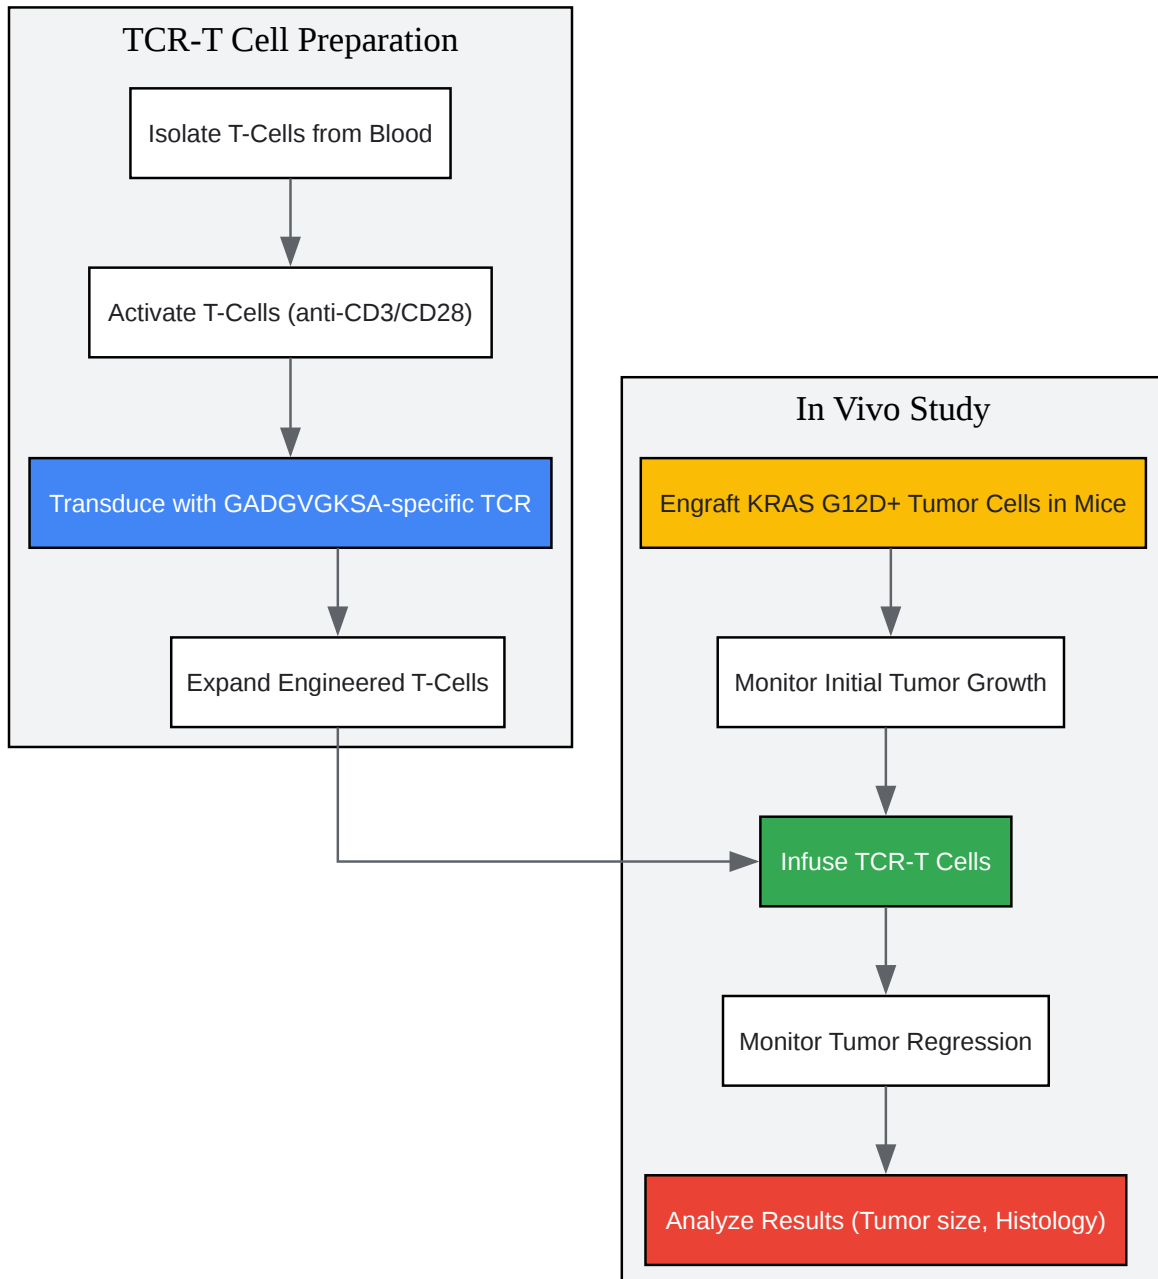 TCR-T Cell Preparation
Isolate T-Cells from Blood
Activate T-Cells (anti-CD3/CD28)
Transduce with GADGVGKSA-specific TCR
Expand Engineered T-Cells
In Vivo Study
Engraft KRAS G12D+ Tumor Cells in Mice
Monitor Initial Tumor Growth
Infuse TCR-T Cells
Monitor Tumor Regression
Analyze Results (Tumor size, Histology)